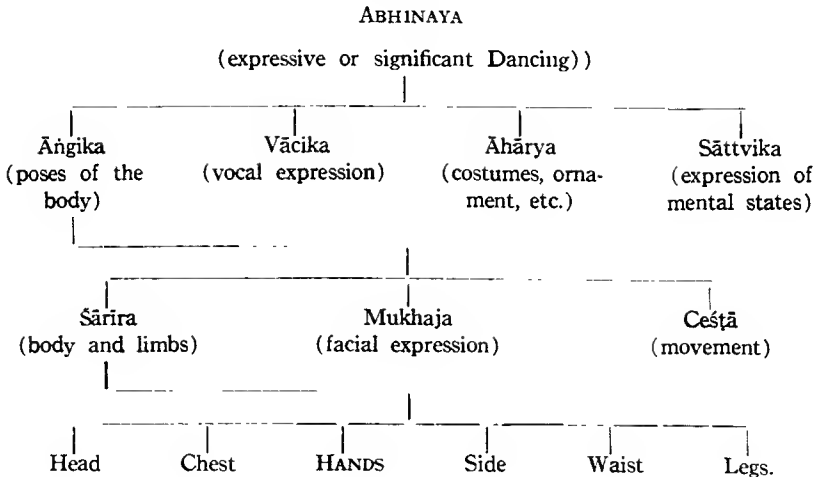 ABHINAYA
(expressive or significant Dancing))
Āṅgika Vācika Āhārya Sāttvika
(poses of the (vocal expression) (costumes, orna- (expression of
body) ment, etc.) mental states)
Śārīra Mukhaja Ceśṭā
(body and limbs) (facial expression) (movement)
Head Chest HANDS Side Waist Legs.